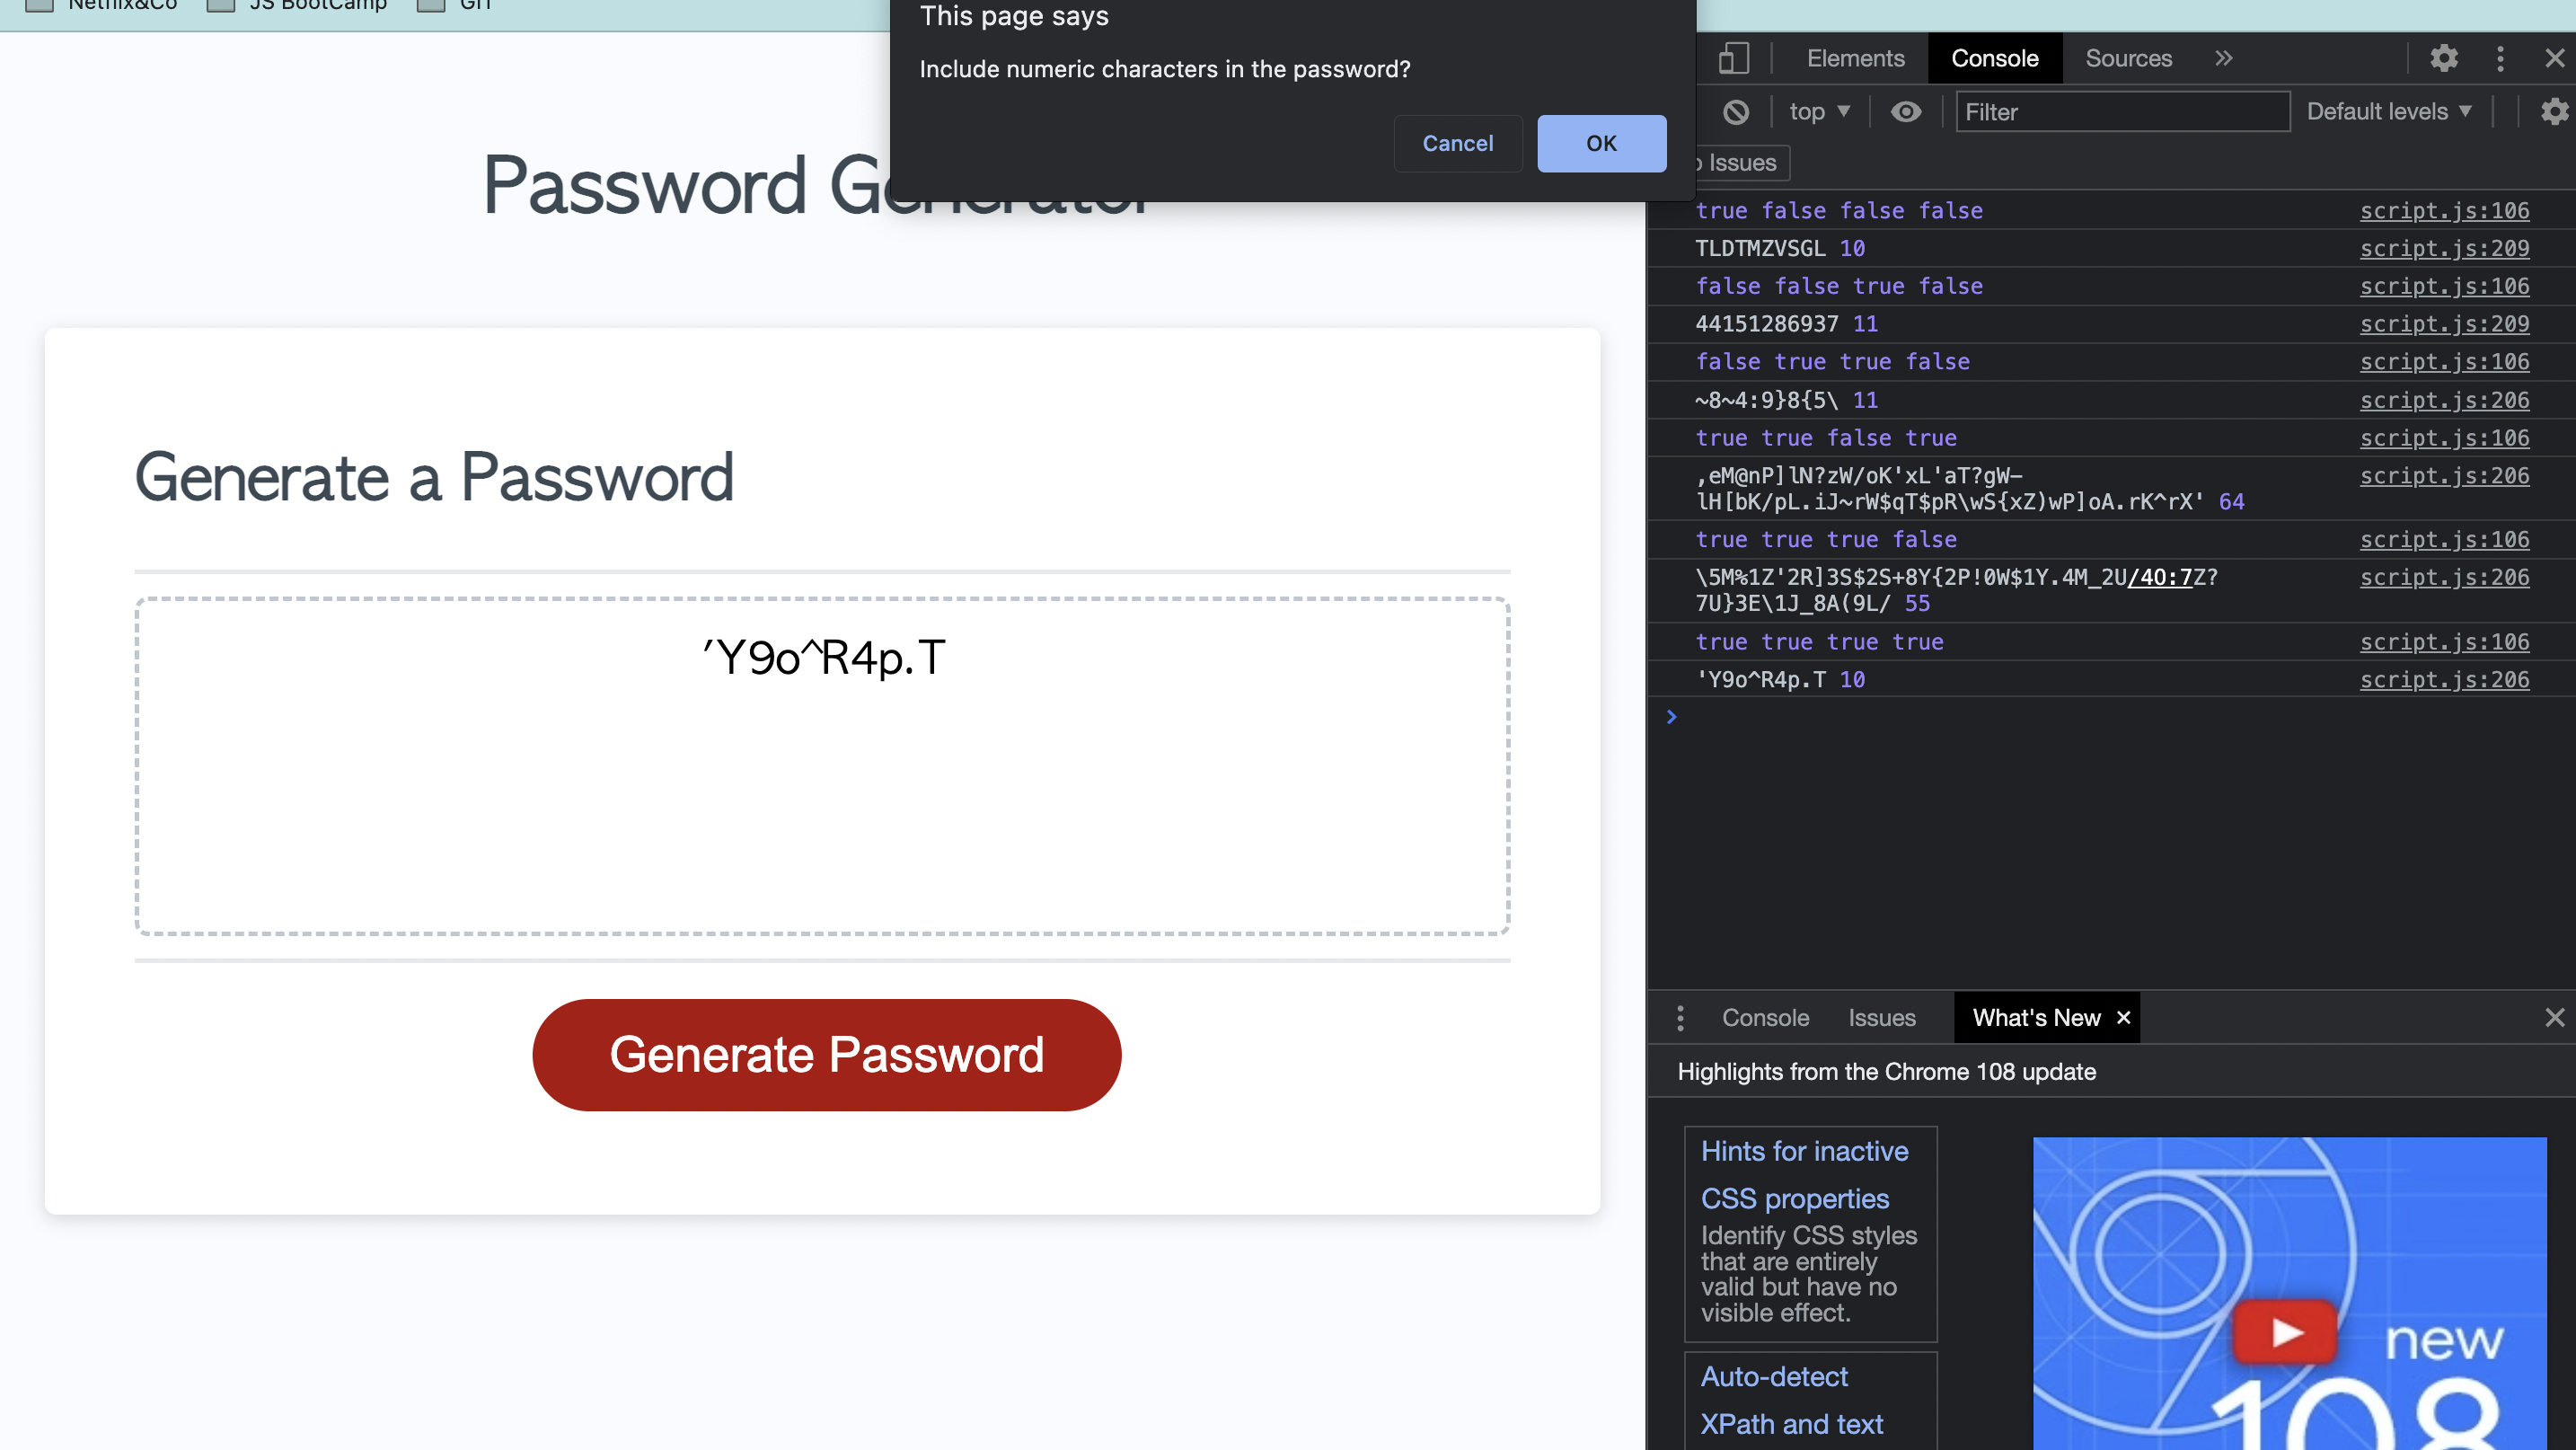 Netflix&Co JS BootCamp GIT
This page says
Include numeric characters in the password?
Cancel OK
Password
Generate a Password
'Y9o^R4p.T
Generate Password
Elements Console Sources »
top ▼ Filter Default levels ▼
Issues
true false false false script.js:106
TLDTMZVSGL 10 script.js:209
false false true false script.js:106
44151286937 11 script.js:209
false true true false script.js:106
~8~4:9}8{5\ 11 script.js:206
true true false true script.js:106
,eM@nP]lN?zW/oK'xL'aT?gW– script.js:206
lH[bK/pL.iJ~rW$qT$pR\wS{xZ)wP]oA.rK^rX' 64
true true true false script.js:106
\5M%1Z'2R]3S$2S+8Y{2P!0W$1Y.4M_2U/4O:7Z? script.js:206
7U}3E\1J_8A(9L/ 55
true true true true script.js:106
'Y9o^R4p.T 10 script.js:206
Console Issues What's New ×
Highlights from the Chrome 108 update
Hints for inactive
CSS properties
Identify CSS styles
that are entirely
valid but have no
visible effect.
Auto-detect
XPath and text
new
108